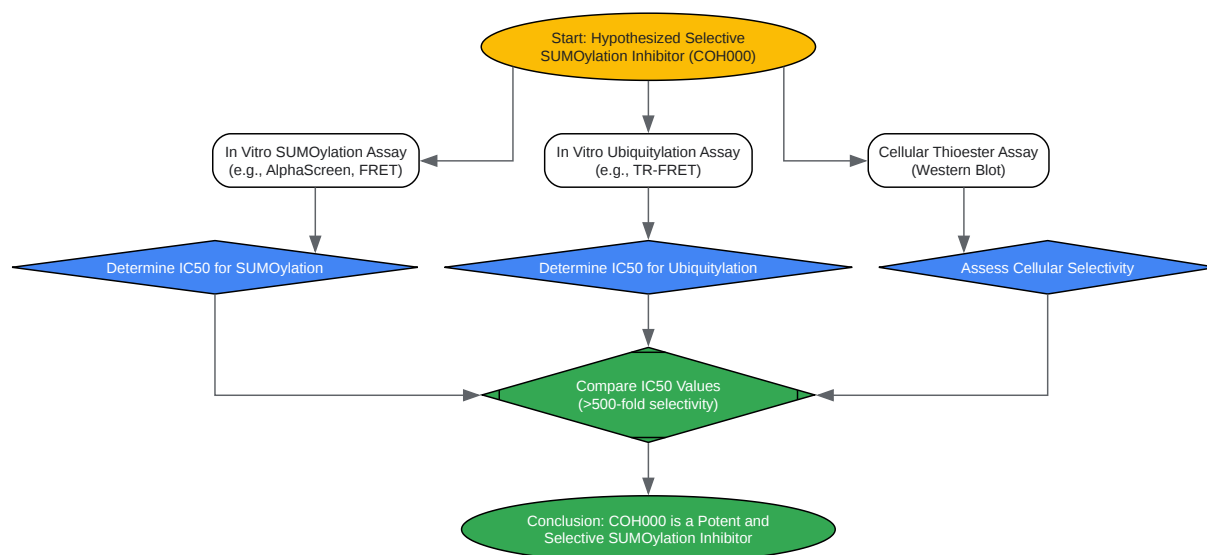 Start: Hypothesized Selective
SUMOylation Inhibitor (COH000)
In Vitro SUMOylation Assay
(e.g., AlphaScreen, FRET)
In Vitro Ubiquitylation Assay
(e.g., TR-FRET)
Cellular Thioester Assay
(Western Blot)
Determine IC50 for SUMOylation
Determine IC50 for Ubiquitylation
Assess Cellular Selectivity
Compare IC50 Values
(>500-fold selectivity)
Conclusion: COH000 is a Potent and
Selective SUMOylation Inhibitor